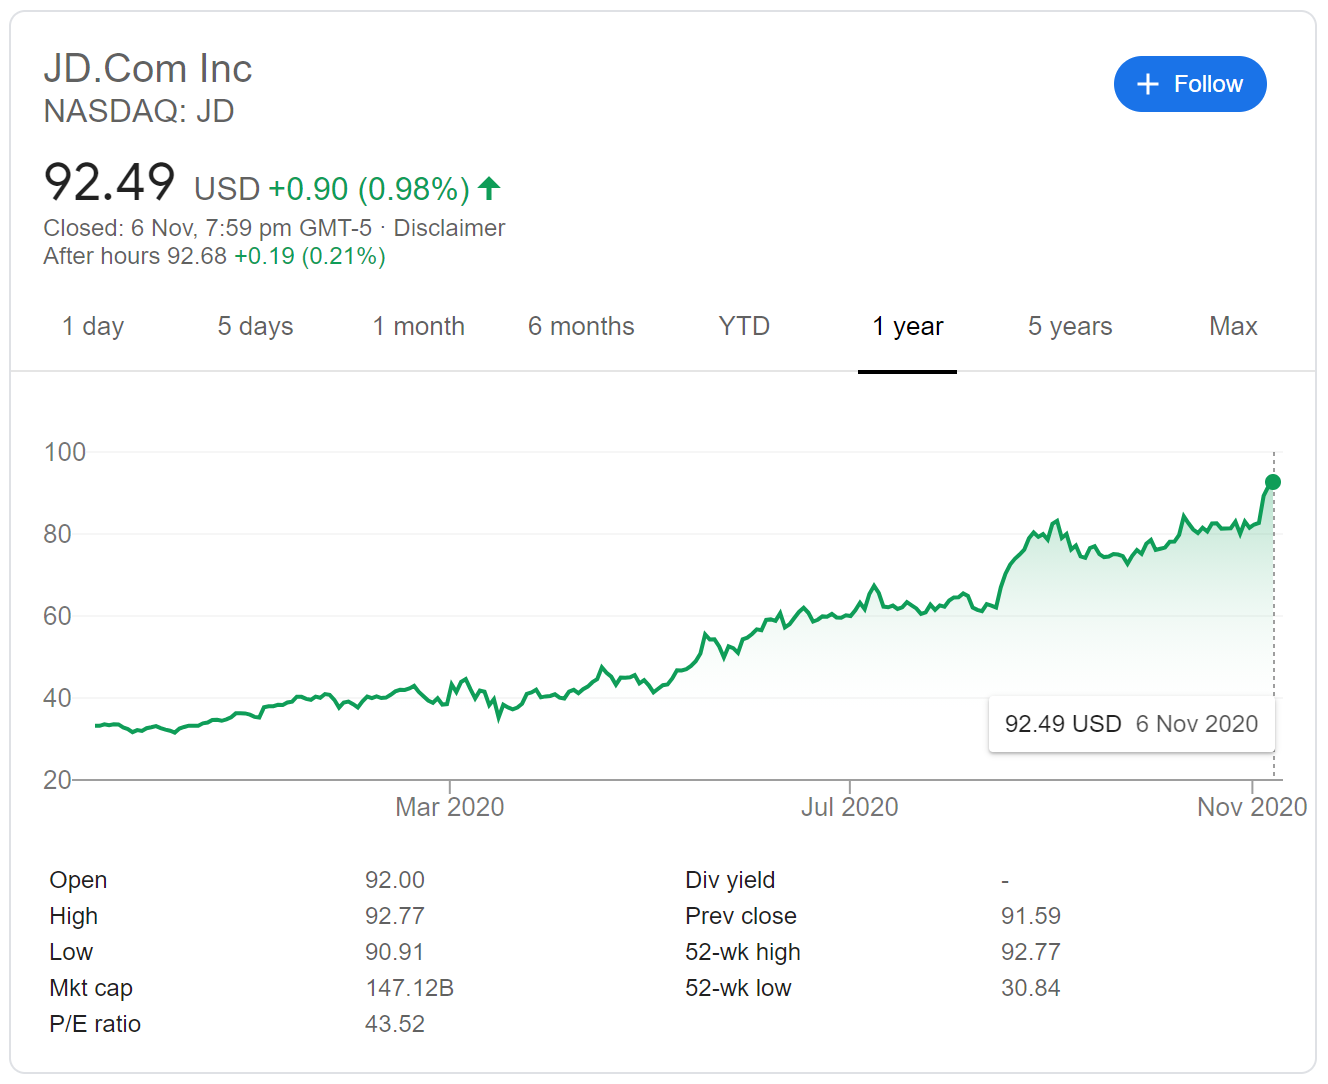 JD.Com Inc
NASDAQ: JD
+ Follow
92.49 USD +0.90 (0.98%)
Closed: 6 Nov, 7:59 pm GMT-5 · Disclaimer
After hours 92.68 +0.19 (0.21%)
1 day 5 days 1 month 6 months YTD 1 year 5 years Max
100
80
60
40
92.49 USD 6 Nov 2020
20
Mar 2020 Jul 2020 Nov 2020
Open 92.00 Div yield -
High 92.77 Prev close 91.59
Low 90.91 52-wk high 92.77
Mkt cap 147.12B 52-wk low 30.84
P/E ratio 43.52